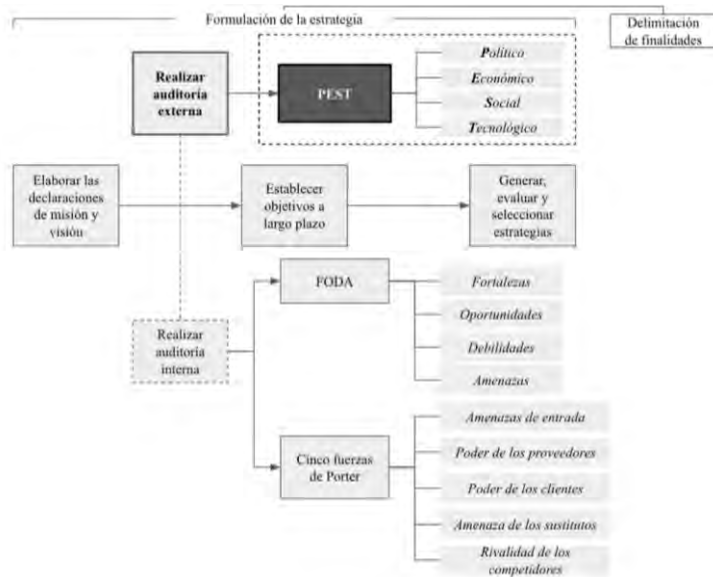 Formulación de la estrategia
Delimitación
de finalidades
Realizar
auditoría
externa
PEST
Político
Económico
Social
Tecnológico
Elaborar las
declaraciones
de misión y
visión
Establecer
objetivos a
largo plazo
Generar,
evaluar y
seleccionar
estrategias
Realizar
auditoría
interna
FODA
Fortalezas
Oportunidades
Debilidades
Amenazas
Cinco fuerzas
de Porter
Amenazas de entrada
Poder de los proveedores
Poder de los clientes
Amenaza de los sustitutos
Rivalidad de los
competidores